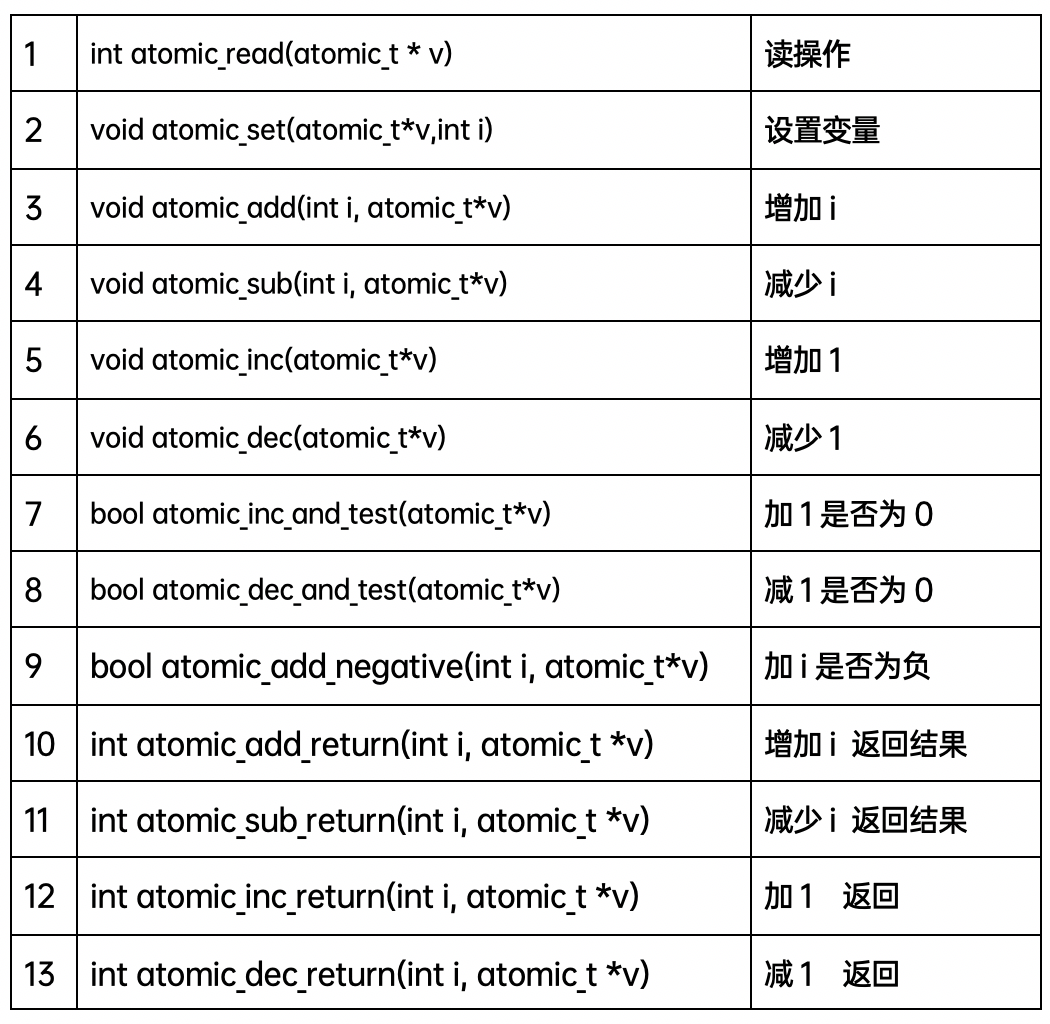 1 int atomic_read(atomic_t * v) 读操作
2 void atomic_set(atomic_t*v,int i) 设置变量
3 void atomic_add(int i, atomic_t*v) 增加 i
4 void atomic_sub(int i, atomic_t*v) 减少 i
5 void atomic_inc(atomic_t*v) 增加 1
6 void atomic_dec(atomic_t*v) 减少 1
7 bool atomic_inc_and_test(atomic_t*v) 加 1 是否为 0
8 bool atomic_dec_and_test(atomic_t*v) 减 1 是否为 0
9 bool atomic_add_negative(int i, atomic_t*v) 加 i 是否为负
10 int atomic_add_return(int i, atomic_t *v) 增加 i 返回结果
11 int atomic_sub_return(int i, atomic_t *v) 减少 i 返回结果
12 int atomic_inc_return(int i, atomic_t *v) 加 1 返回
13 int atomic_dec_return(int i, atomic_t *v) 减 1 返回